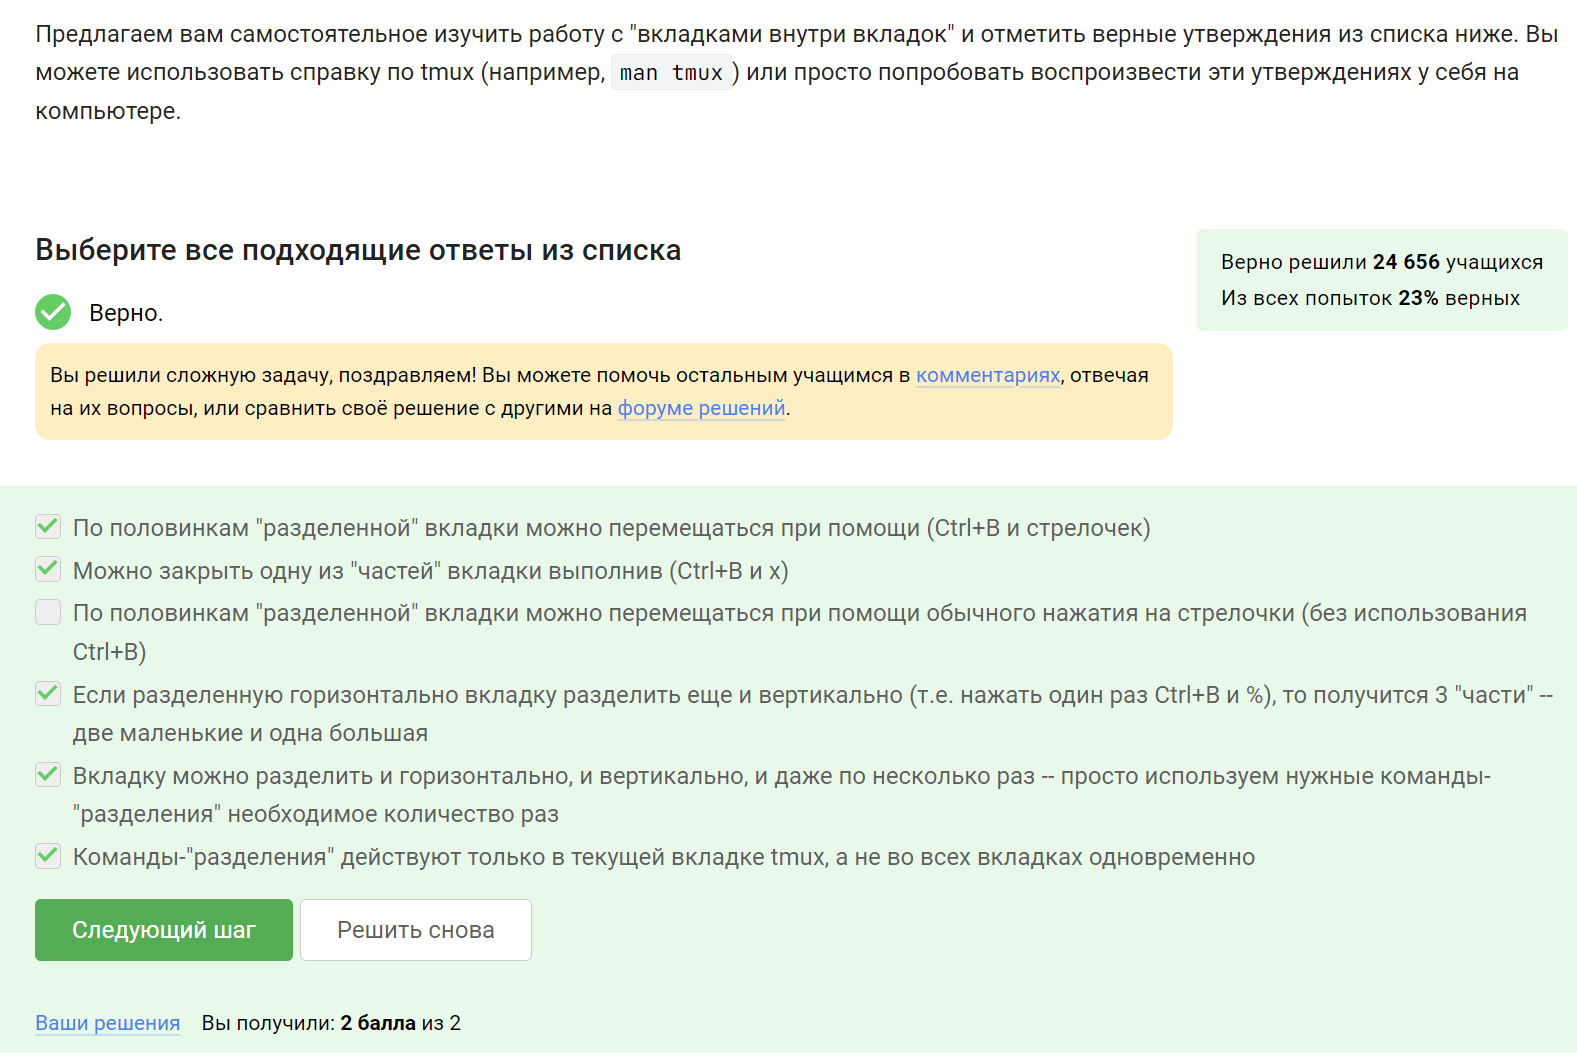 Предлагаем вам самостоятельное изучить работу с "вкладками внутри вкладок" и отметить верные утверждения из списка ниже. Вы
можете использовать справку по tmux (например, man tmux) или просто попробовать воспроизвести эти утверждениях у себя на
компьютере.
Выберите все подходящие ответы из списка
Верно решили 24 656 учащихся
Из всех попыток 23% верных
Верно.
Вы решили сложную задачу, поздравляем! Вы можете помочь остальным учащимся в комментариях, отвечая
на их вопросы, или сравнить своё решение с другими на форуме решений.
По половинкам "разделенной" вкладки можно перемещаться при помощи (Ctrl+B и стрелочек)
Можно закрыть одну из "частей" вкладки выполнив (Ctrl+B и x)
По половинкам "разделенной" вкладки можно перемещаться при помощи обычного нажатия на стрелочки (без использования
Ctrl+B)
Если разделенную горизонтально вкладку разделить еще и вертикально (т.е. нажать один раз Ctrl+B и %), то получится 3 "части" --
две маленькие и одна большая
Вкладку можно разделить и горизонтально, и вертикально, и даже по несколько раз -- просто используем нужные команды-
"разделения" необходимое количество раз
Команды-"разделения" действуют только в текущей вкладке tmux, а не во всех вкладках одновременно
Следующий шаг
Решить снова
Ваши решения Вы получили: 2 балла из 2